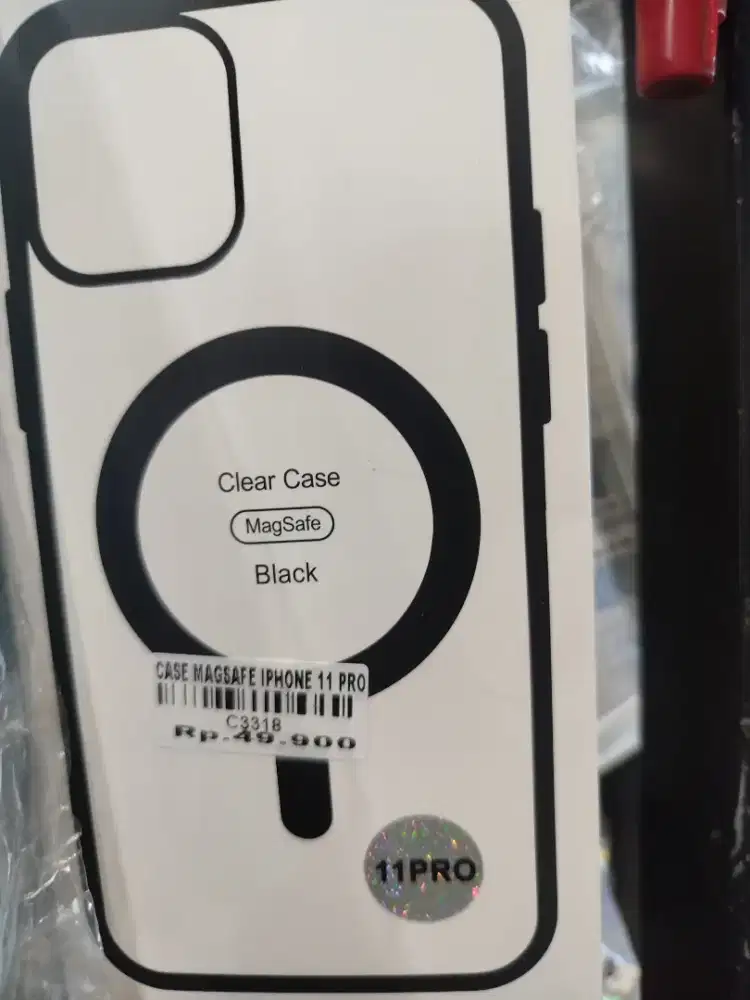 Clear Case
MagSafe
Black
CASE MAGSAFE IPHONE 11 PRO
C3318
Rp.49.900
11PRO